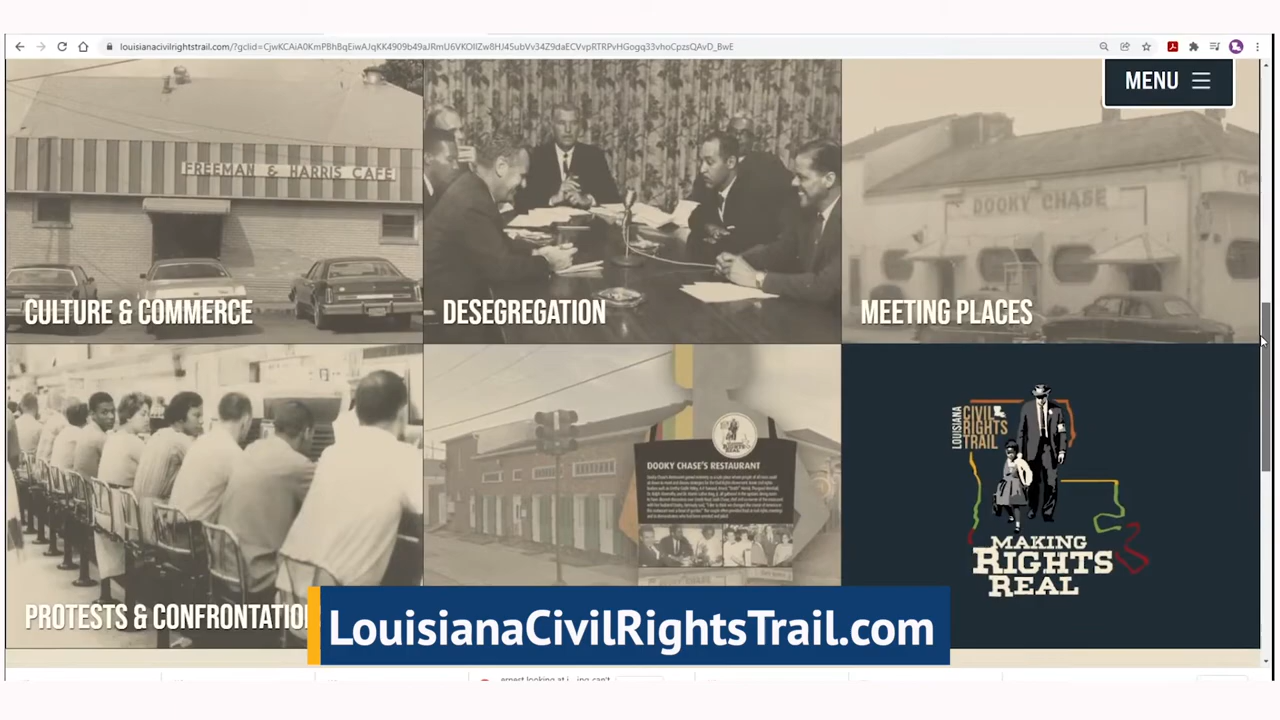 louisianacivilrightstrail.com/?gclid=CjwKCAiA0KmPBhBqEiwAJqKK4909b49aJRmU6VKOIlZw8HJ45ubVv34Z9daECVvpRTRPvHGogq33vhoCpzsQAvD_BwE
MENU
FREEMAN & HARRIS CAFE
DOOKY CHASE
CULTURE & COMMERCE
DESEGREGATION
MEETING PLACES
LOUISIANA
CIVIL
RIGHTS
TRAIL
DOOKY CHASE'S RESTAURANT
MAKING
RIGHTS
REAL
PROTESTS & CONFRONTATIO
LouisianaCivilRightsTrail.com